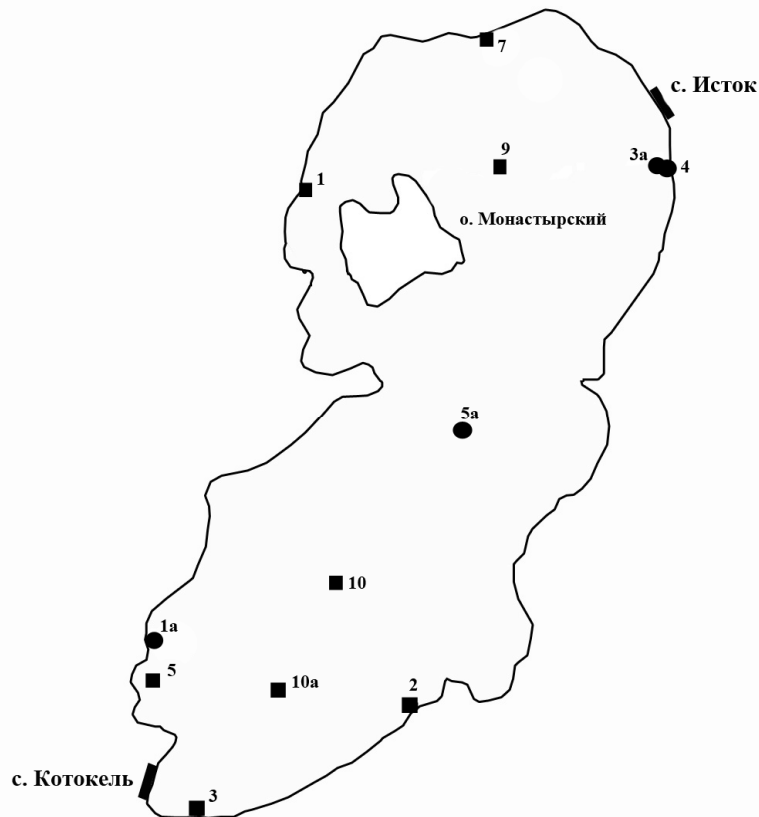 7
с. Исток
9
3а
4
1
о. Монастырский
5а
10
1а
5
10а
2
с. Котокель
3